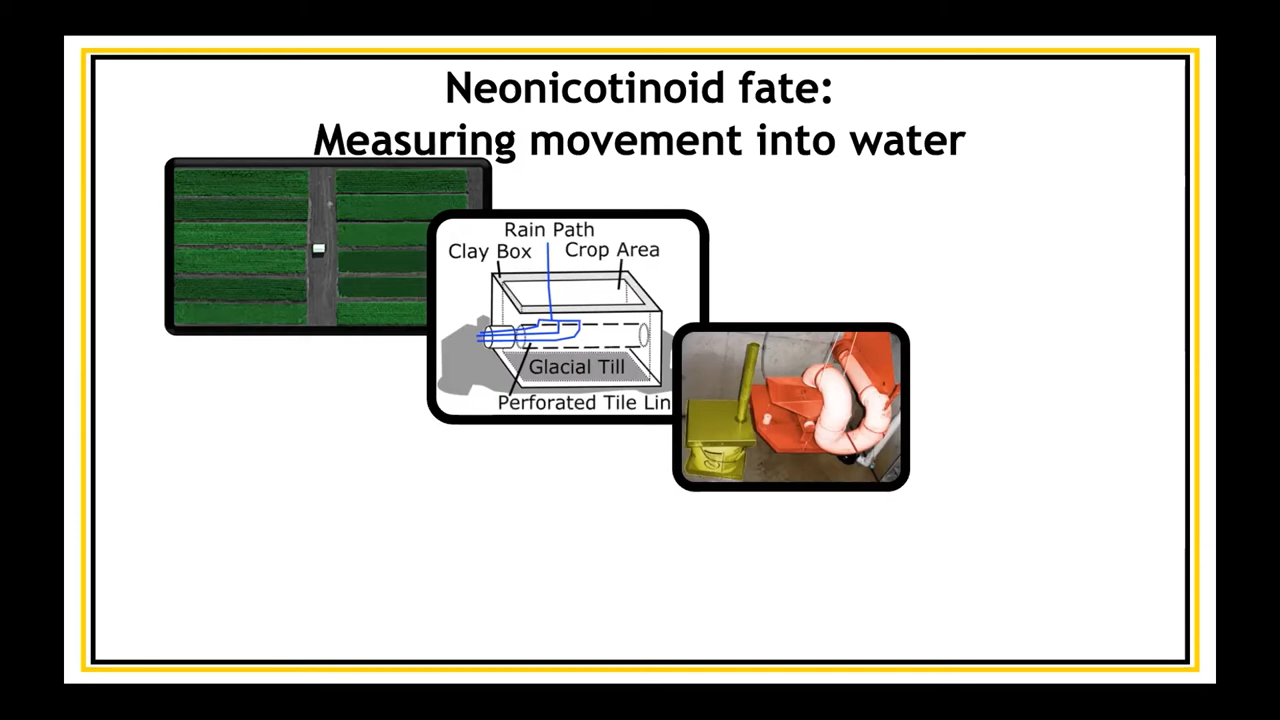 Neonicotinoid fate:
Measuring movement into water
Rain Path
Clay Box
Crop Area
Glacial Till
Perforated Tile Lin